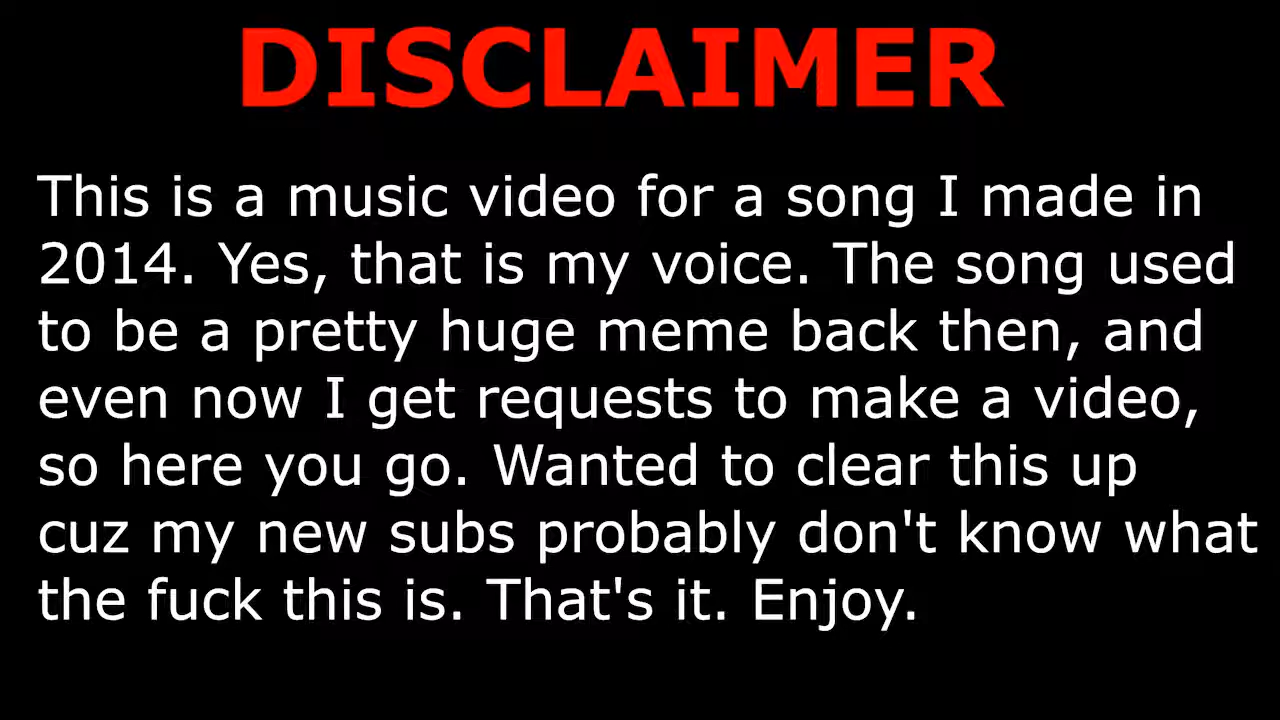 DISCLAIMER
This is a music video for a song I made in
2014. Yes, that is my voice. The song used
to be a pretty huge meme back then, and
even now I get requests to make a video,
so here you go. Wanted to clear this up
cuz my new subs probably don't know what
the fuck this is. That's it. Enjoy.